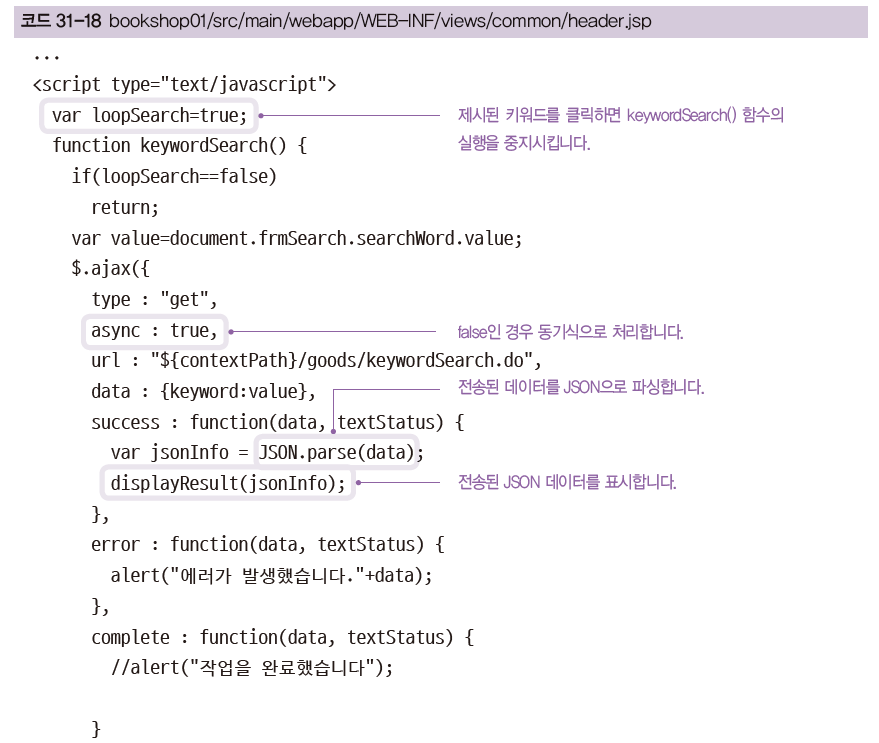 코드 31-18 bookshop01/src/main/webapp/WEB-INF/views/common/header.jsp
...
<script type="text/javascript">
var loopSearch=true;
제시된 키워드를 클릭하면 keywordSearch() 함수의
실행을 중지시킵니다.
function keywordSearch() {
if(loopSearch==false)
return;
var value=document.frmSearch.searchWord.value;
$.ajax({
type : "get",
async : true,
false인 경우 동기식으로 처리합니다.
url : "${contextPath}/goods/keywordSearch.do",
data : {keyword:value},
전송된 데이터를 JSON으로 파싱합니다.
success : function(data, textStatus) {
var jsonInfo = JSON.parse(data);
displayResult(jsonInfo);
전송된 JSON 데이터를 표시합니다.
},
error : function(data, textStatus) {
alert("에러가 발생했습니다."+data);
},
complete : function(data, textStatus) {
//alert("작업을 완료했습니다");
}